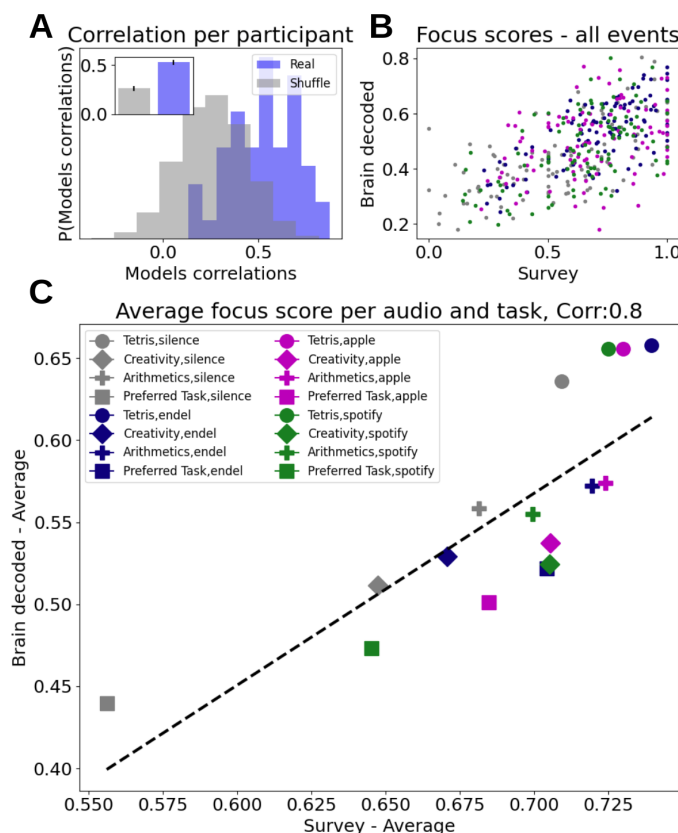 A
Correlation per participant
P(Models correlations)
0.5
0.0
Real
Shuffle
0.0
0.5
Models correlations
B
Focus scores - all events
Brain decoded
0.8
0.6
0.4
0.2
0.0
0.5
1.0
Survey
C
Average focus score per audio and task, Corr:0.8
Brain decoded - Average
0.65
0.60
0.55
0.50
0.45
0.40
Tetris,silence
Creativity,silence
Arithmetics,silence
Preferred Task,silence
Tetris,endel
Creativity,endel
Arithmetics,endel
Preferred Task,endel
Tetris,apple
Creativity,apple
Arithmetics,apple
Preferred Task,apple
Tetris,spotify
Creativity,spotify
Arithmetics,spotify
Preferred Task,spotify
0.550
0.575
0.600
0.625
0.650
0.675
0.700
0.725
Survey - Average